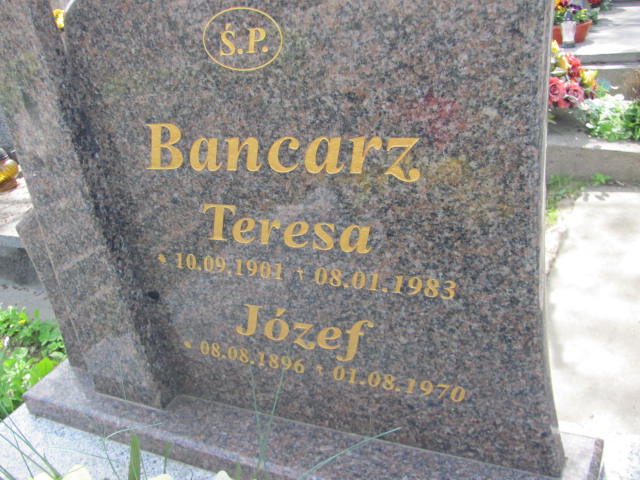 Ś.P.
Bancarz
Teresa
* 10.09.1901 † 08.01.1983
Józef
* 08.08.1896 † 01.08.1970